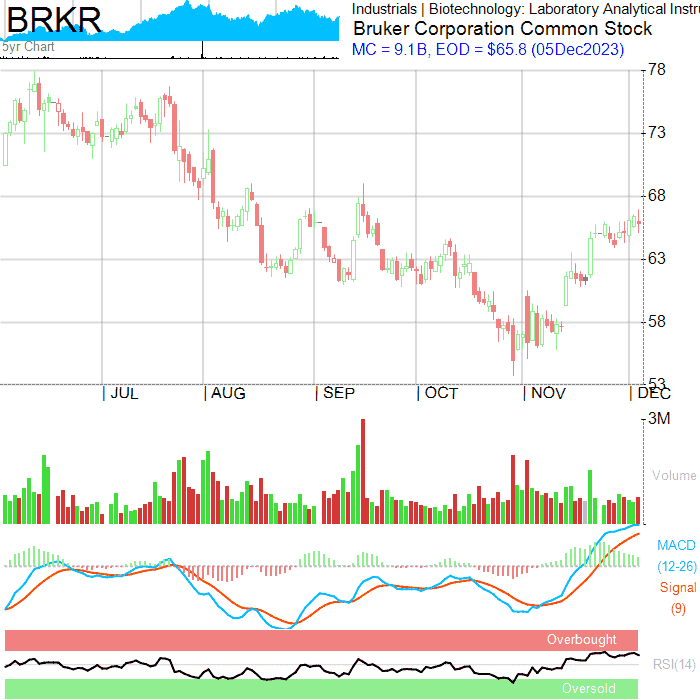 BRKR
Industrials | Biotechnology: Laboratory Analytical Instru
Bruker Corporation Common Stock
MC = 9.1B, EOD = $65.8 (05Dec2023)
5yr Chart
78
73
68
63
58
53
| JUL | AUG | SEP | OCT | NOV | DEC
3M
Volume
MACD
(12-26)
Signal
(9)
Overbought
RSI(14)
Oversold